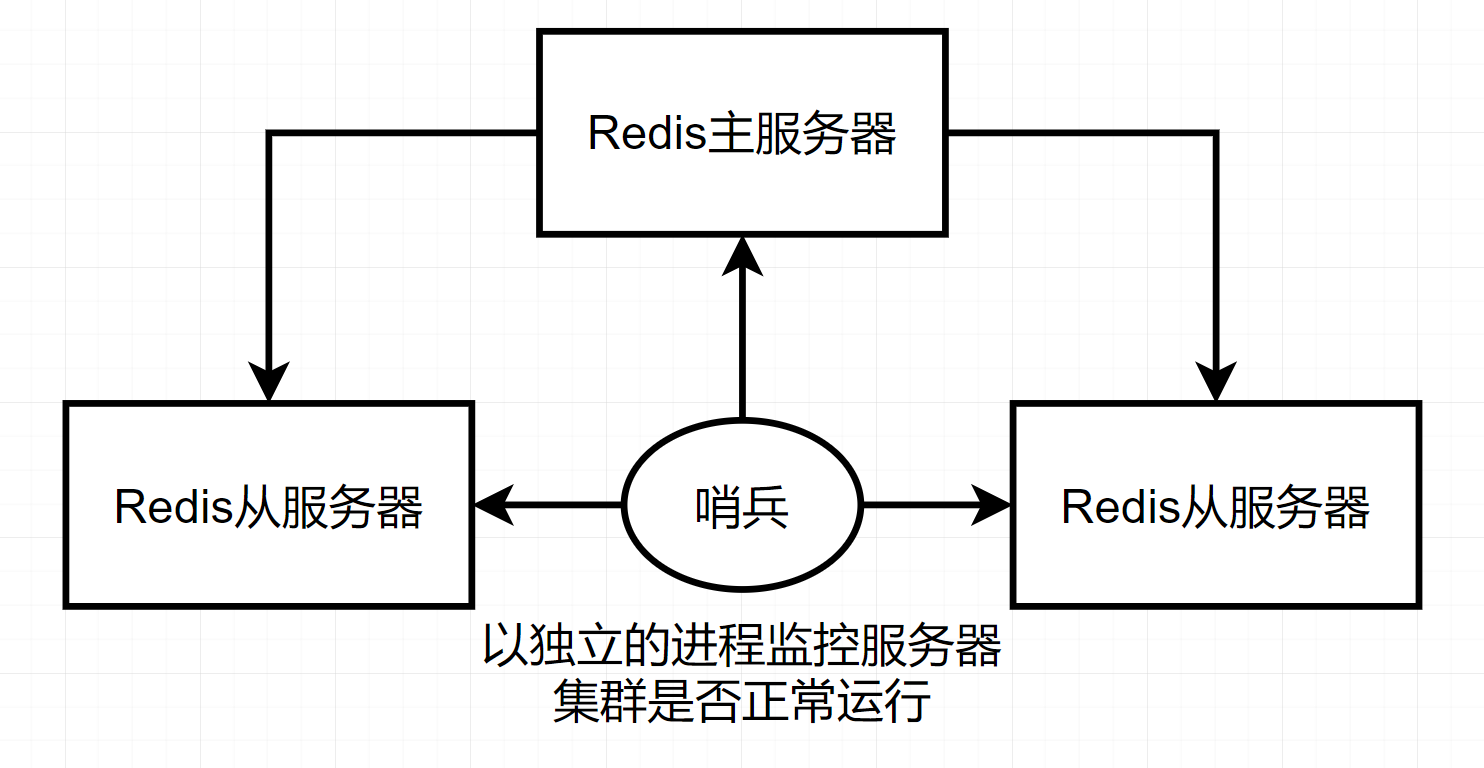 Redis主服务器
Redis从服务器
哨兵
Redis从服务器
以独立的进程监控服务器
集群是否正常运行